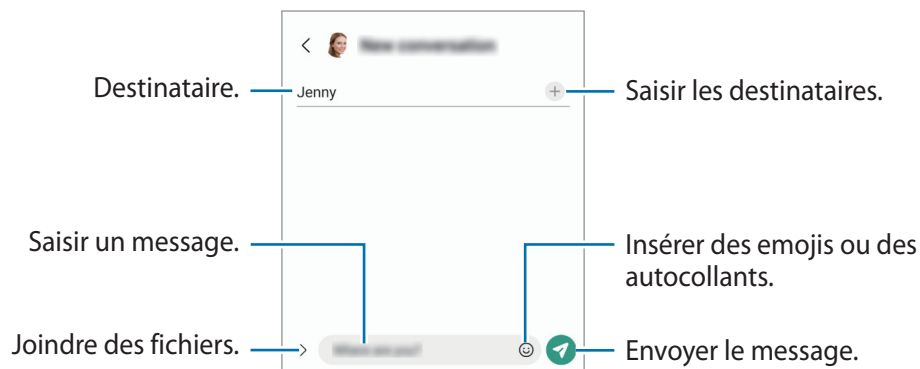 Destinataire.
Jenny
Saisir les destinataires.
Saisir un message.
Insérer des emojis ou des
autocollants.
Joindre des fichiers.
Envoyer le message.